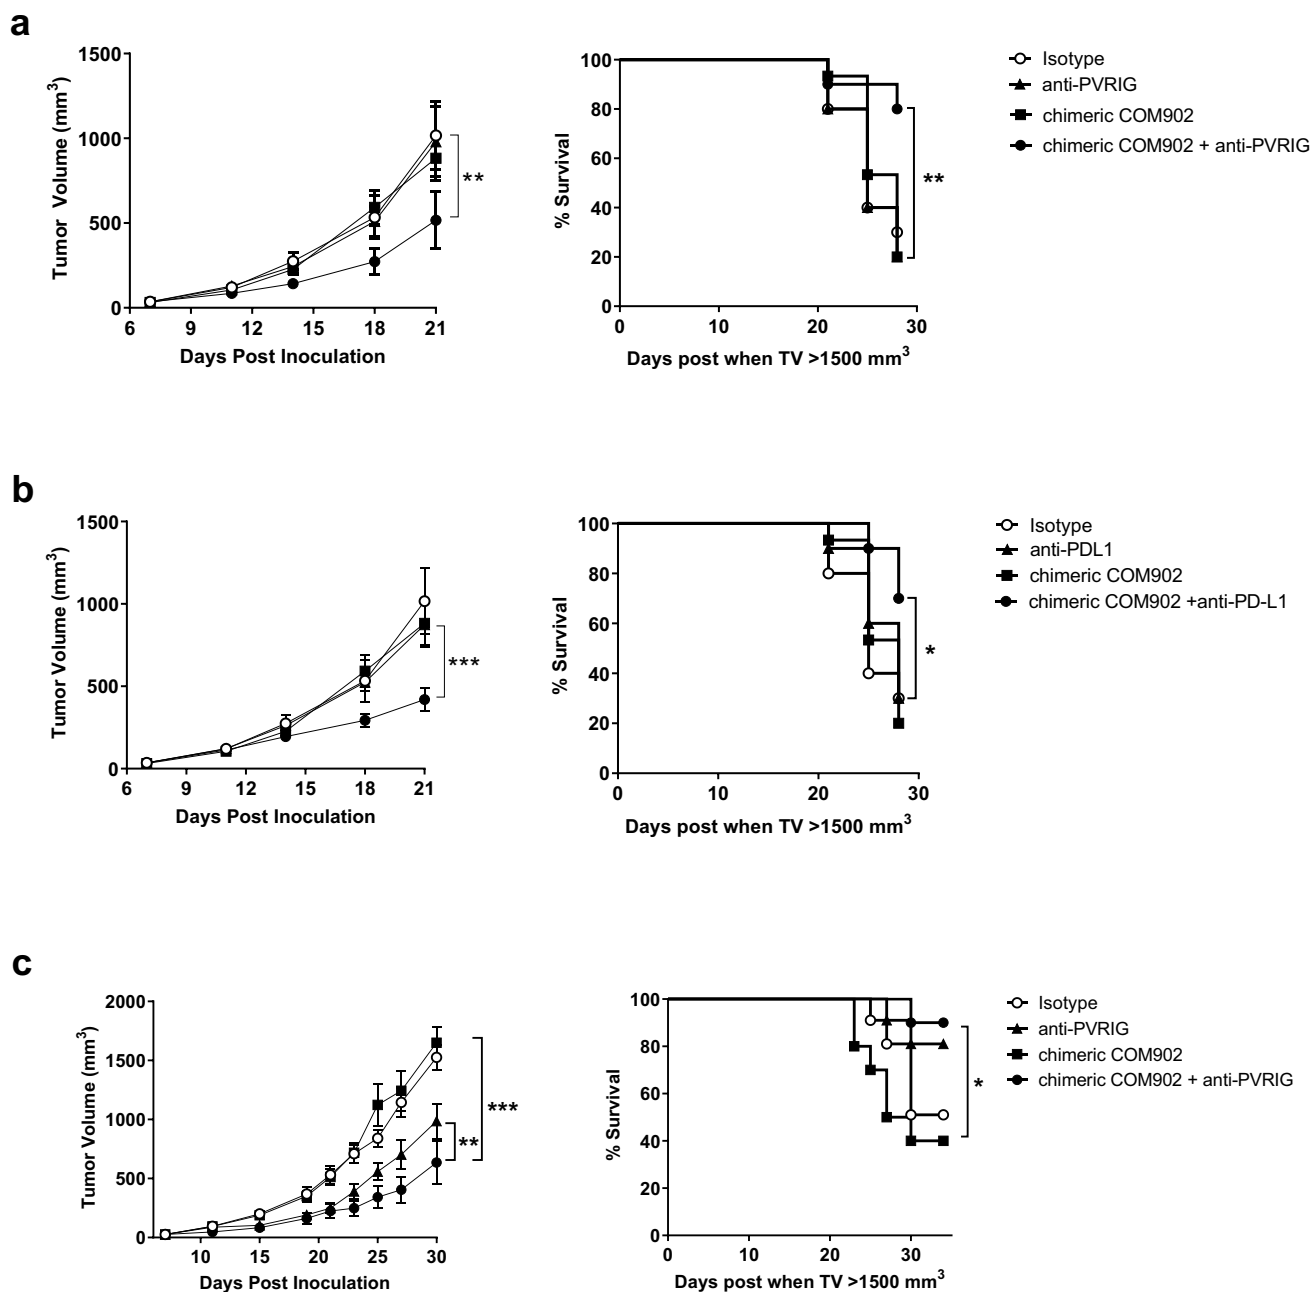 a
1500
1000
500
0
6 9 12 15 18 21
Tumor Volume (mm3)
Days Post Inoculation
**
100
80
60
40
20
0
0 10 20 30
% Survival
Days post when TV >1500 mm3
**
Isotype
anti-PVRIG
chimeric COM902
chimeric COM902 + anti-PVRIG
b
1500
1000
500
0
6 9 12 15 18 21
Tumor Volume (mm3)
Days Post Inoculation
***
100
80
60
40
20
0
0 10 20 30
% Survival
Days post when TV >1500 mm3
*
Isotype
anti-PDL1
chimeric COM902
chimeric COM902 +anti-PD-L1
c
2000
1500
1000
500
0
10 15 20 25 30
Tumor Volume (mm3)
Days Post Inoculation
**
***
100
80
60
40
20
0
0 10 20 30
% Survival
Days post when TV >1500 mm3
*
Isotype
anti-PVRIG
chimeric COM902
chimeric COM902 + anti-PVRIG